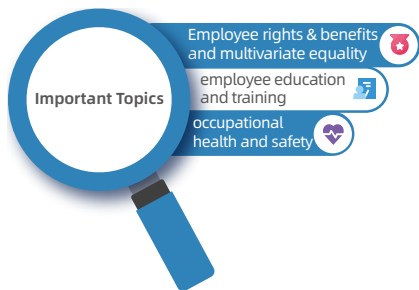 Important Topics
Employee rights & benefits
and multivariate equality
employee education
and training
occupational
health and safety